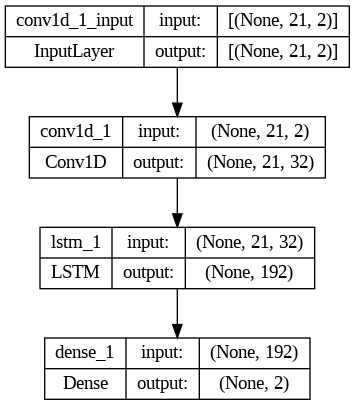 conv1d_1_input input: [(None, 21, 2)]
InputLayer output: [(None, 21, 2)]
conv1d_1 input: (None, 21, 2)
Conv1D output: (None, 21, 32)
lstm_1 input: (None, 21, 32)
LSTM output: (None, 192)
dense_1 input: (None, 192)
Dense output: (None, 2)